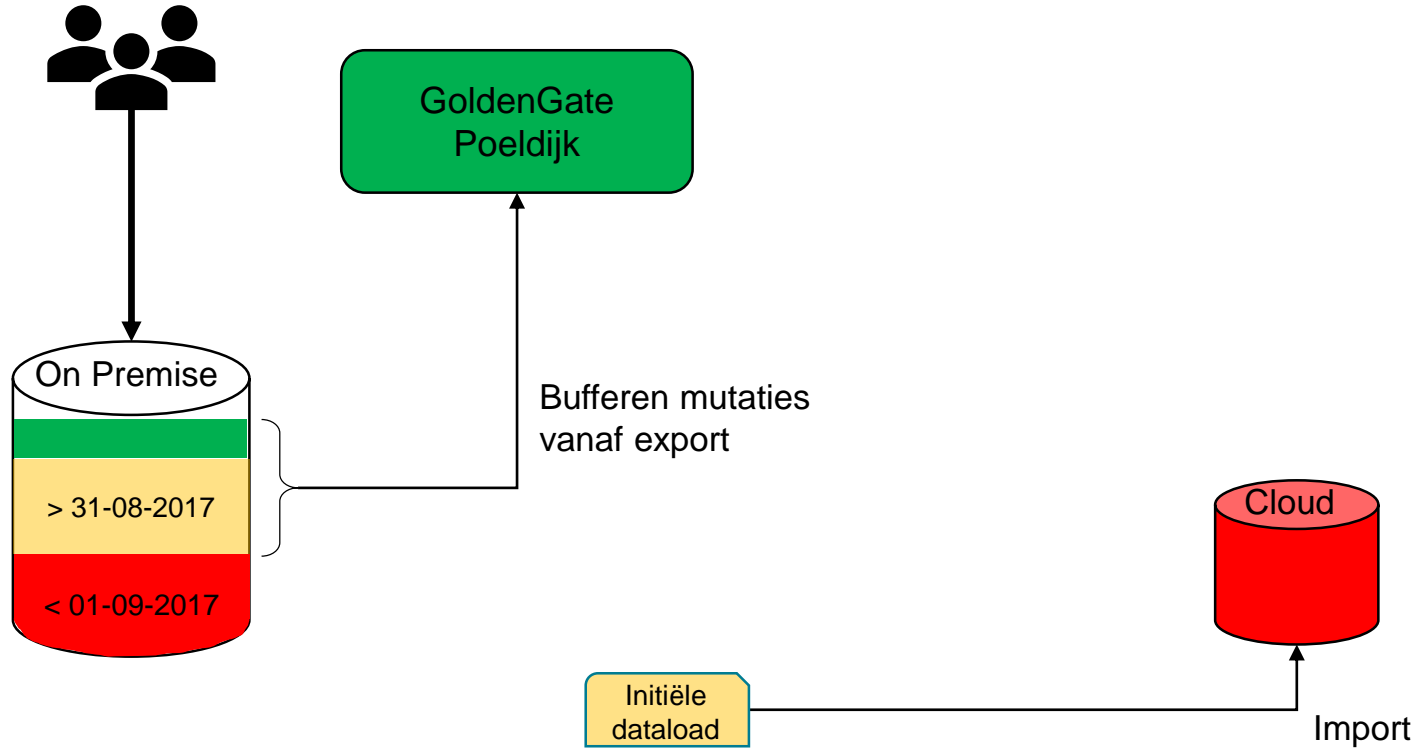 GoldenGate
Poeldijk
On Premise
Bufferen mutaties
vanaf export
> 31-08-2017
< 01-09-2017
Cloud
Initiële
dataload
Import